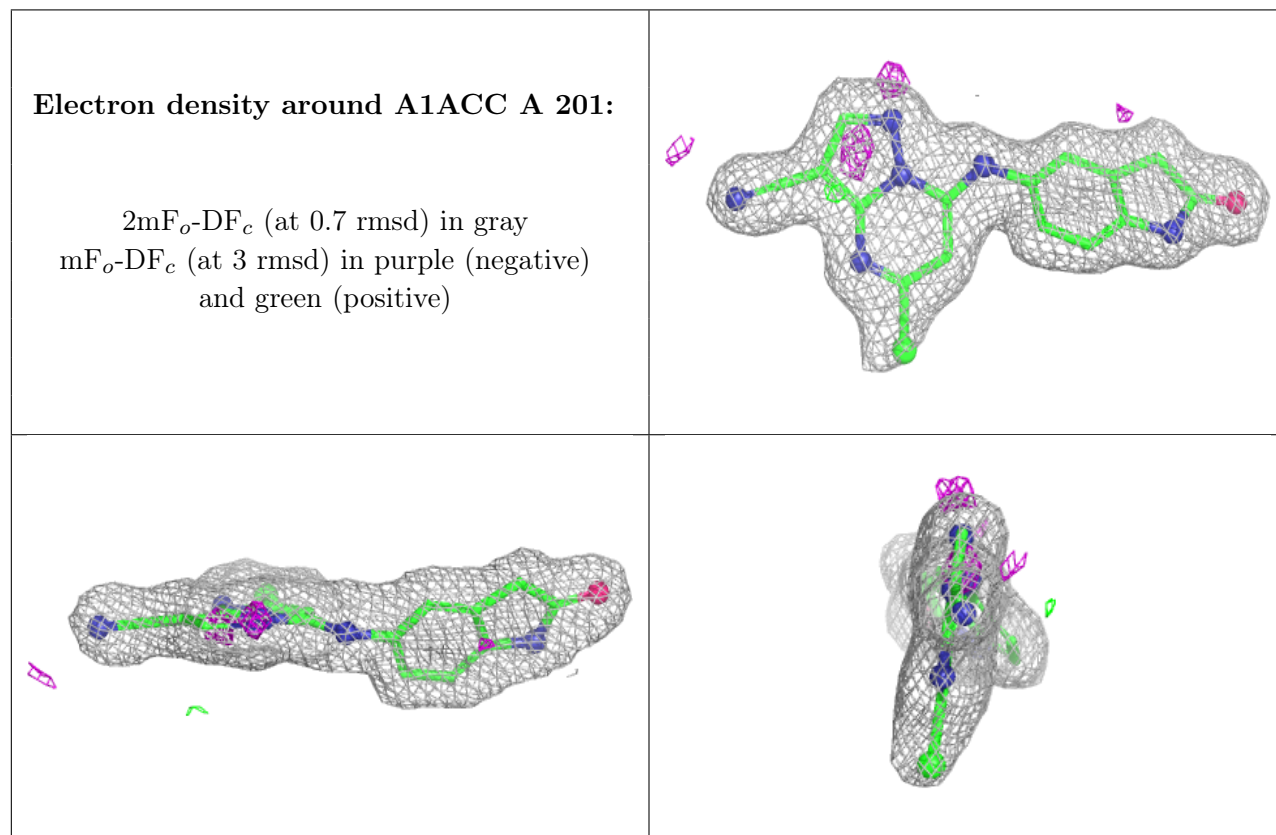 Electron density around A1ACC A 201:
2mFo-DFc (at 0.7 rmsd) in gray
mFo-DFc (at 3 rmsd) in purple (negative)
and green (positive)